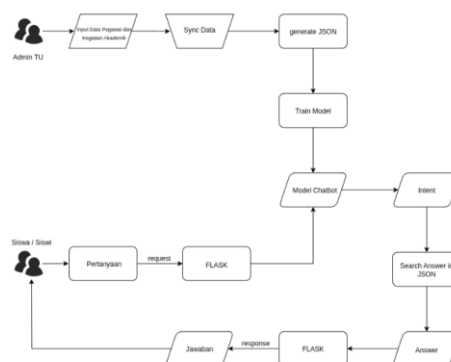 Input Data Pegawai dan
Kegiatan Akademik
Sync Data
generate JSON
Admin TU
Train Model
Model Chatbot
Intent
Siswa / Siswi
Pertanyaan
request
FLASK
Search Answer in
JSON
Jawaban
response
FLASK
Answer